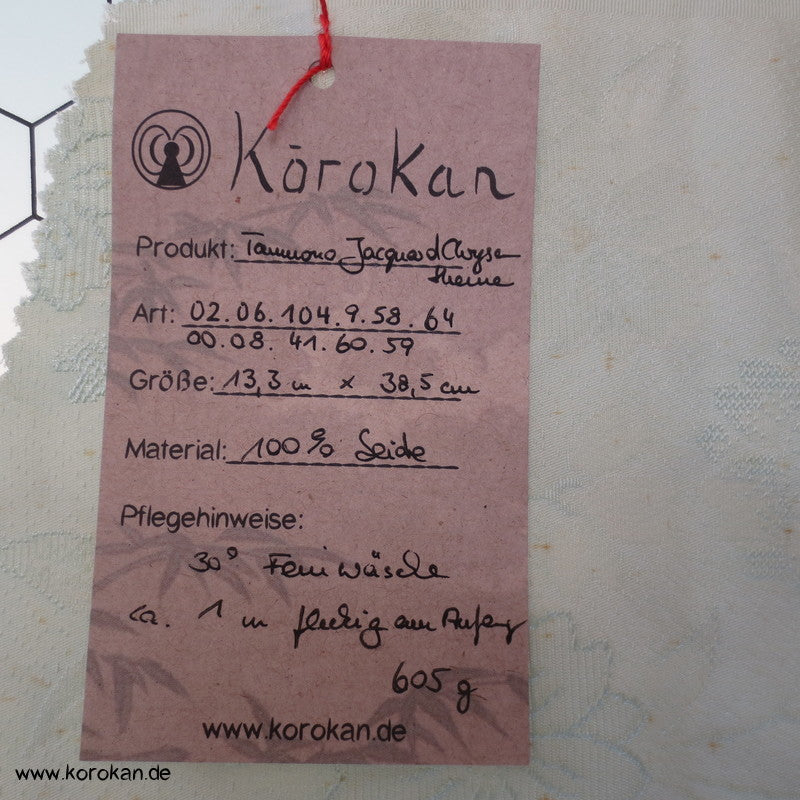 Kōrokan
Produkt: Tanmono Jacquard Chrysan
theme
Art: 02.06.104.9.58.64
00.08.41.60.59
Größe: 13,3 m x 38,5 cm
Material: 100% Seide
Pflegehinweise:
30° Feinwäsche
ca. 1 m fleckig am Anfang
605 g
www.korokan.de
www.korokan.de